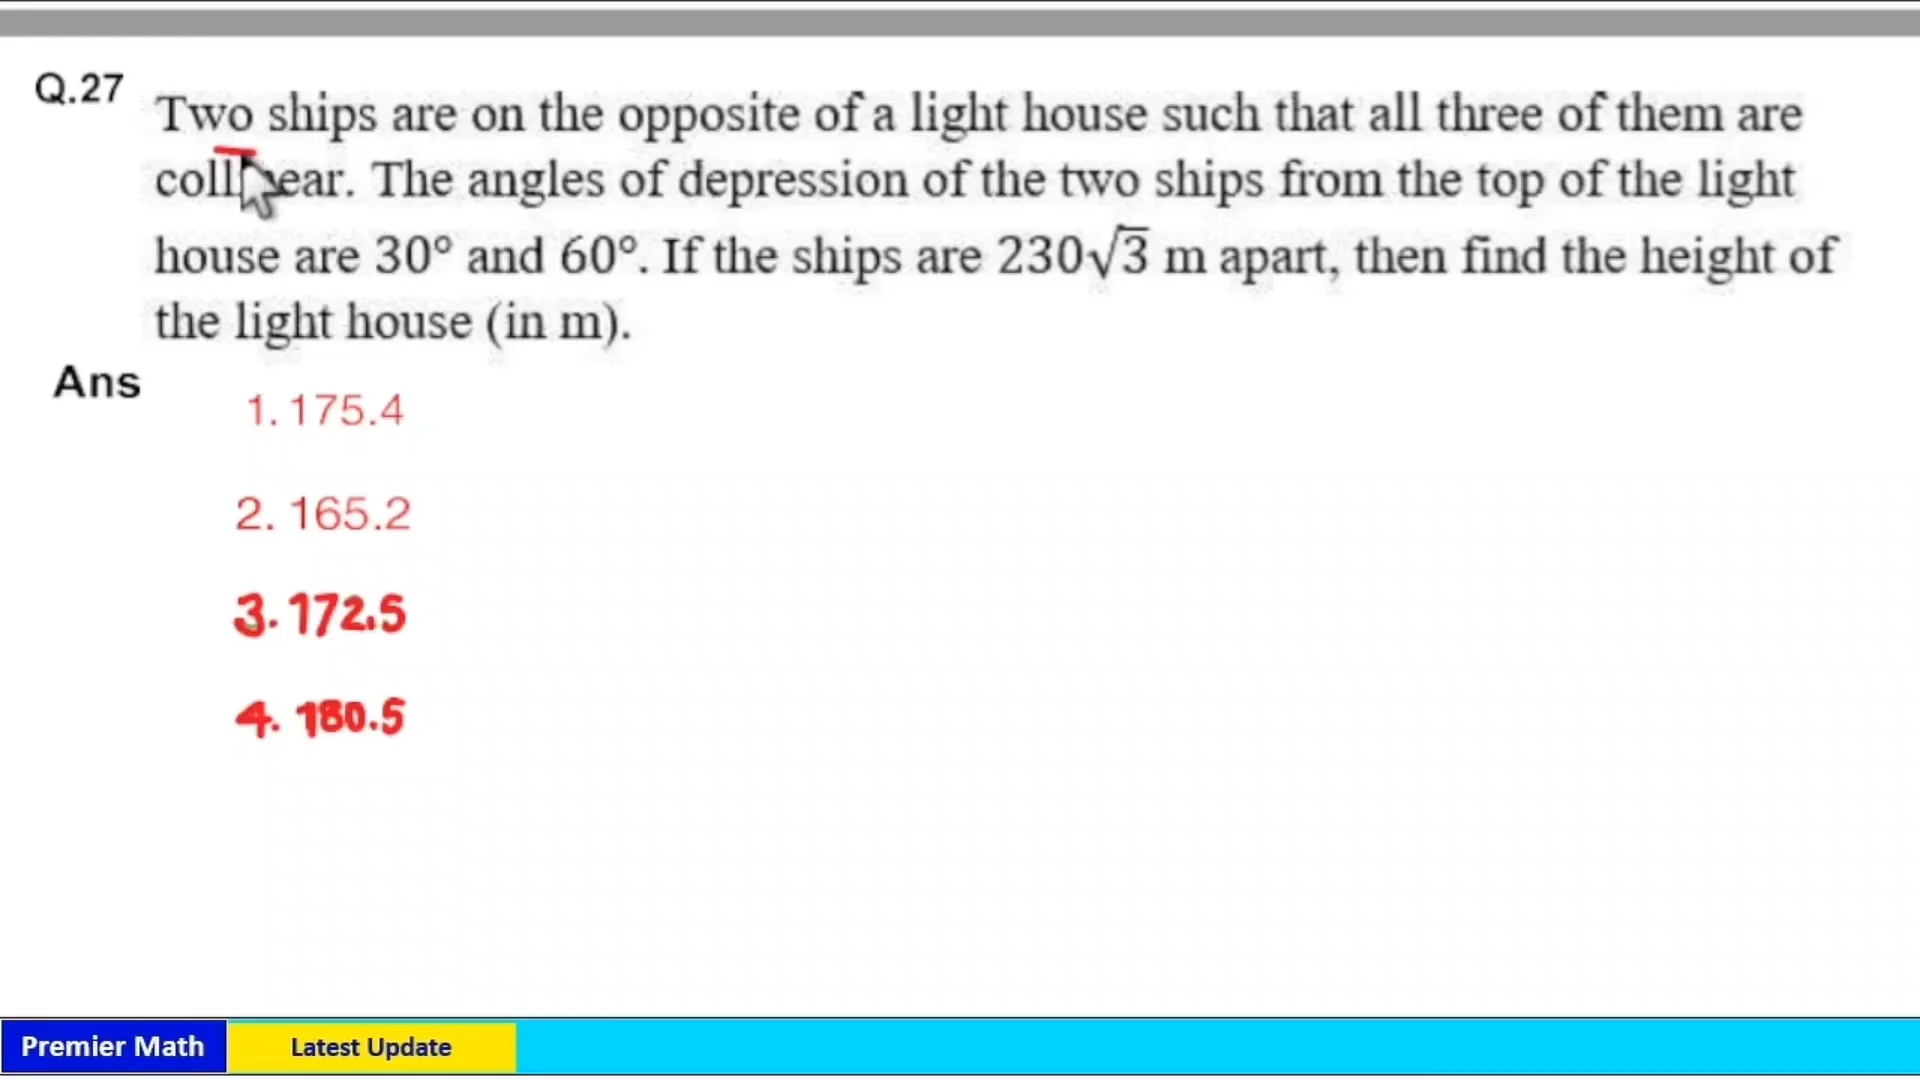 Q.27
Two ships are on the opposite of a light house such that all three of them are
collinear. The angles of depression of the two ships from the top of the light
house are 30° and 60°. If the ships are 230√3 m apart, then find the height of
the light house (in m).
Ans
1. 175.4
2. 165.2
3. 172.5
4. 180.5
Premier Math
Latest Update